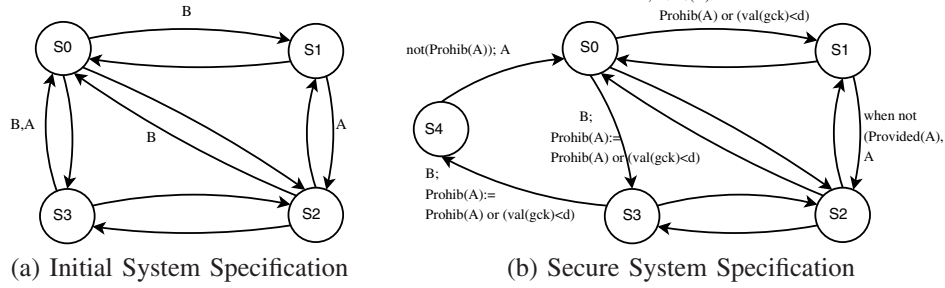 B
Prohib(A) or (val(gck)<d)
S0
S1
S0
S1
not(Prohib(A)); A
B,A
B
A
S4
B;
Prohib(A):=
Prohib(A) or (val(gck)<d)
when not
(Provided(A),
A
B;
Prohib(A):=
Prohib(A) or (val(gck)<d)
S3
S2
S3
S2
(a) Initial System Specification
(b) Secure System Specification